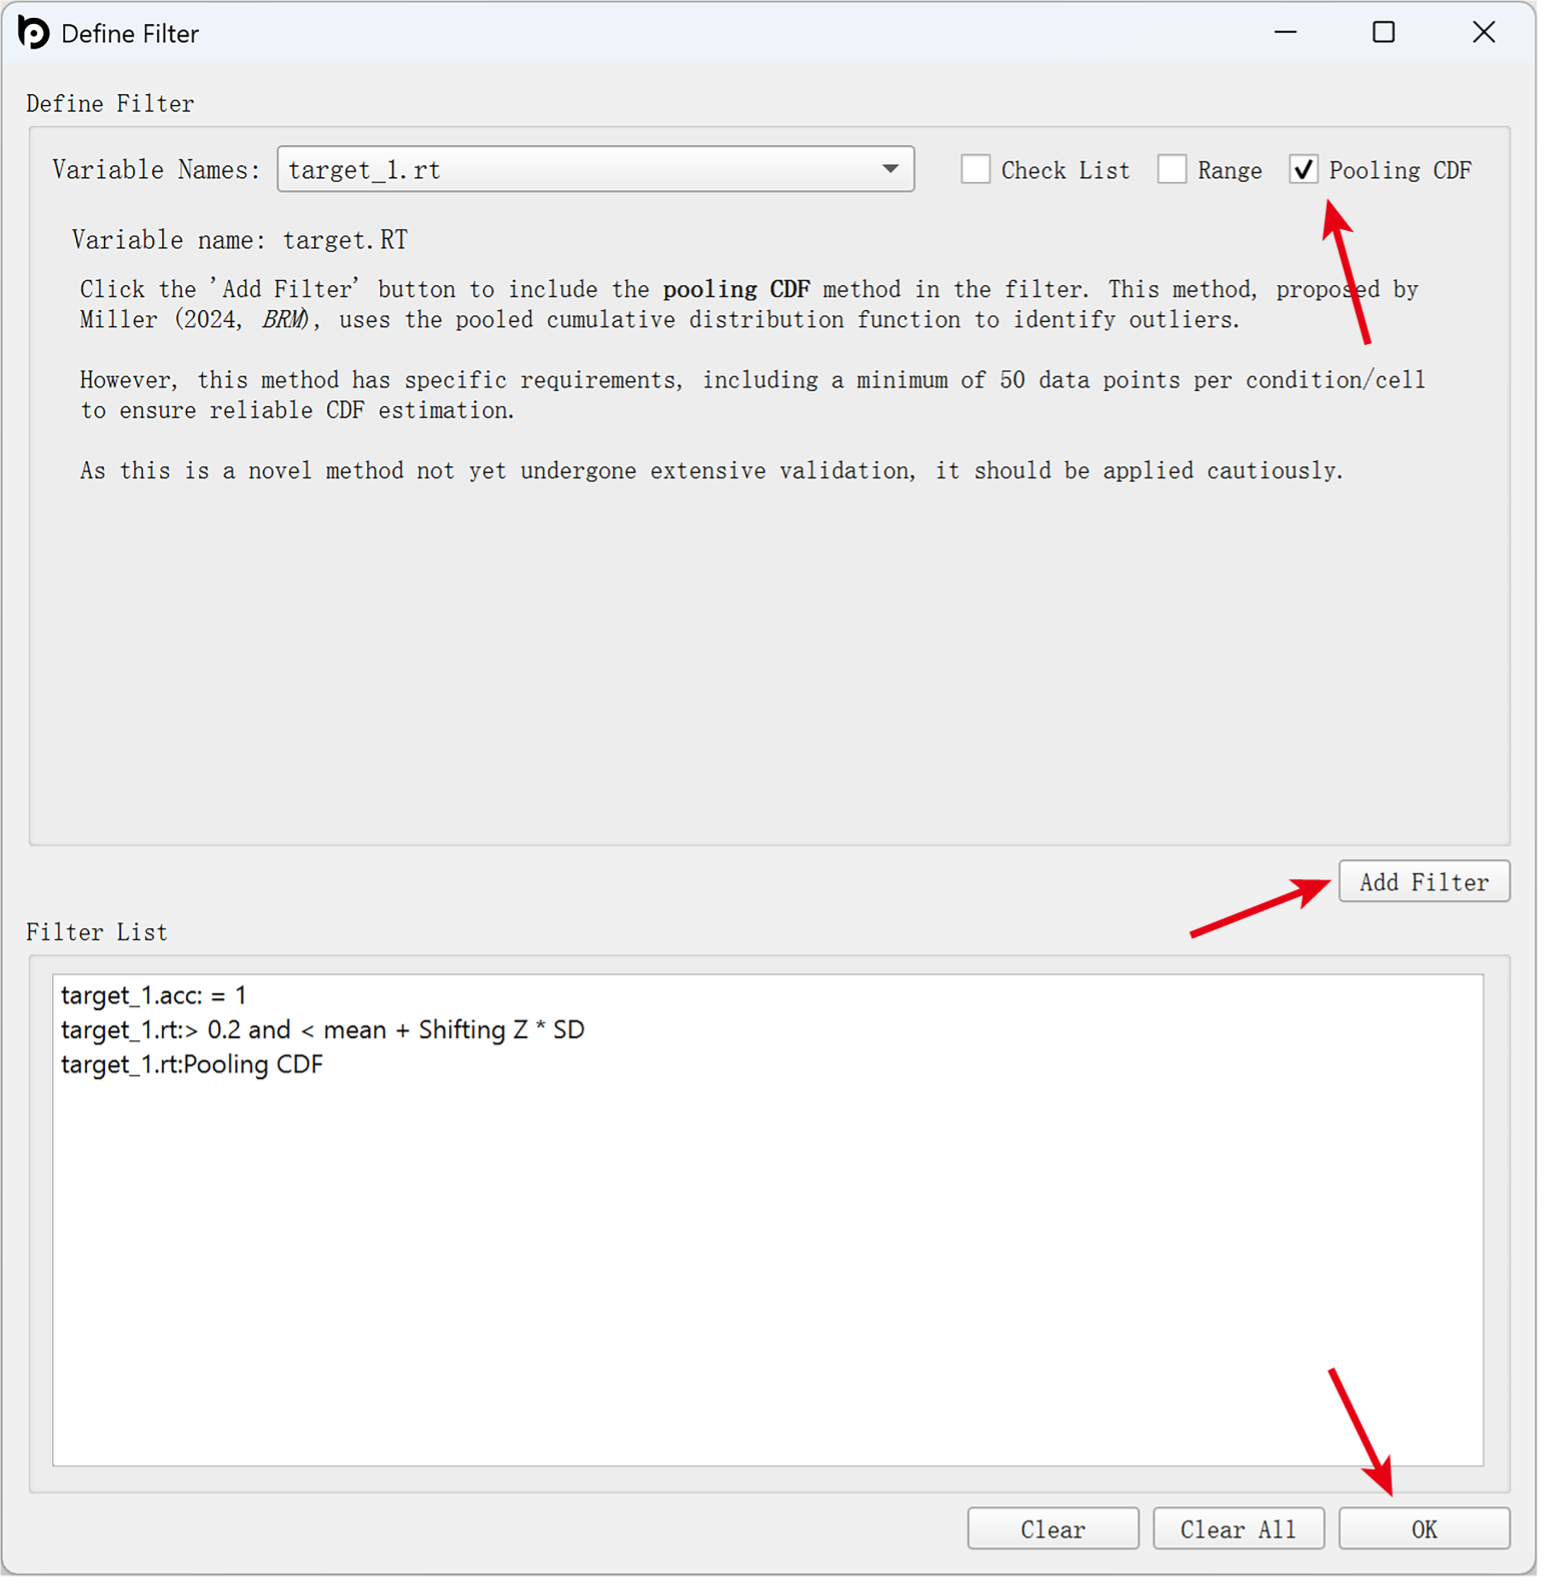 Define Filter
Define Filter
Variable Names: target_1.rt Check List Range Pooling CDF
Variable name: target.RT
Click the 'Add Filter' button to include the pooling CDF method in the filter. This method, proposed by
Miller (2024, BRM), uses the pooled cumulative distribution function to identify outliers.
However, this method has specific requirements, including a minimum of 50 data points per condition/cell
to ensure reliable CDF estimation.
As this is a novel method not yet undergone extensive validation, it should be applied cautiously.
Add Filter
Filter List
target_1.acc: = 1
target_1.rt:> 0.2 and < mean + Shifting Z * SD
target_1.rt:Pooling CDF
Clear Clear All OK